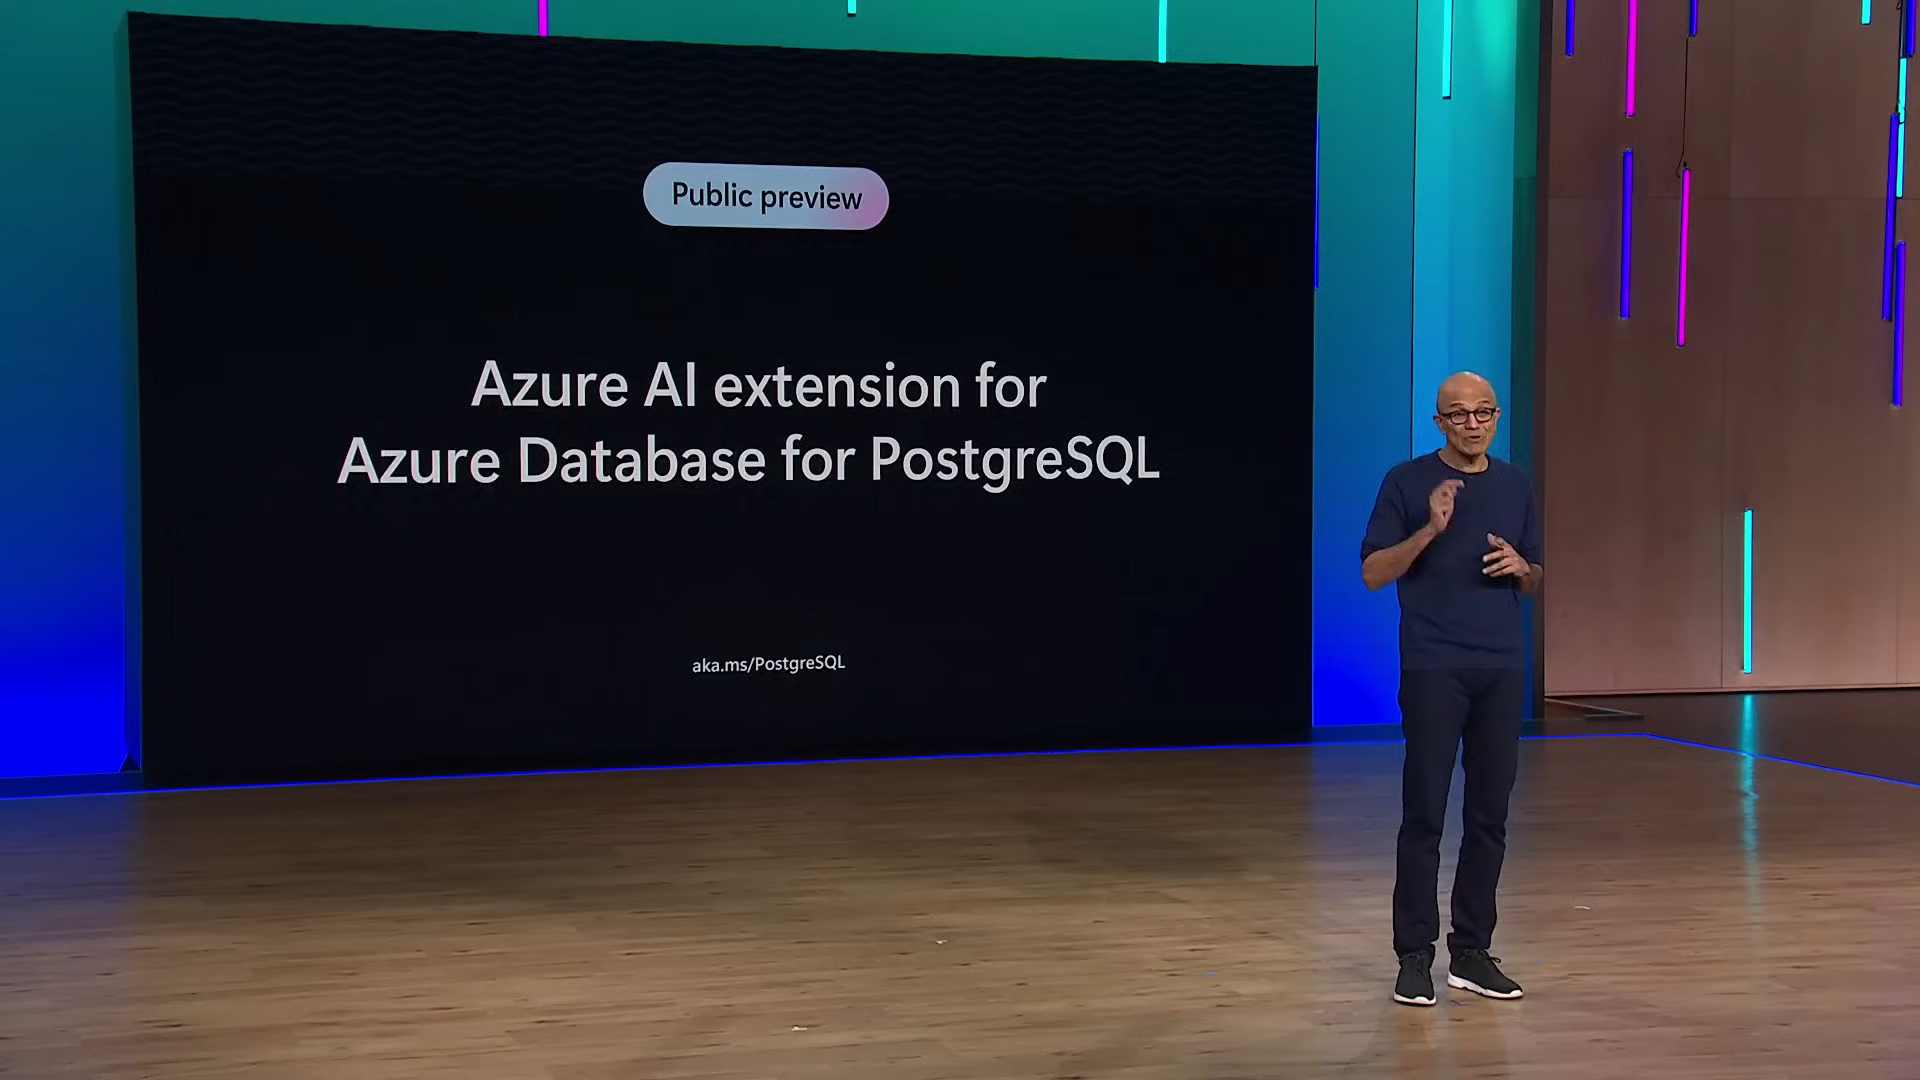 Public preview
Azure AI extension for
Azure Database for PostgreSQL
aka.ms/PostgreSQL